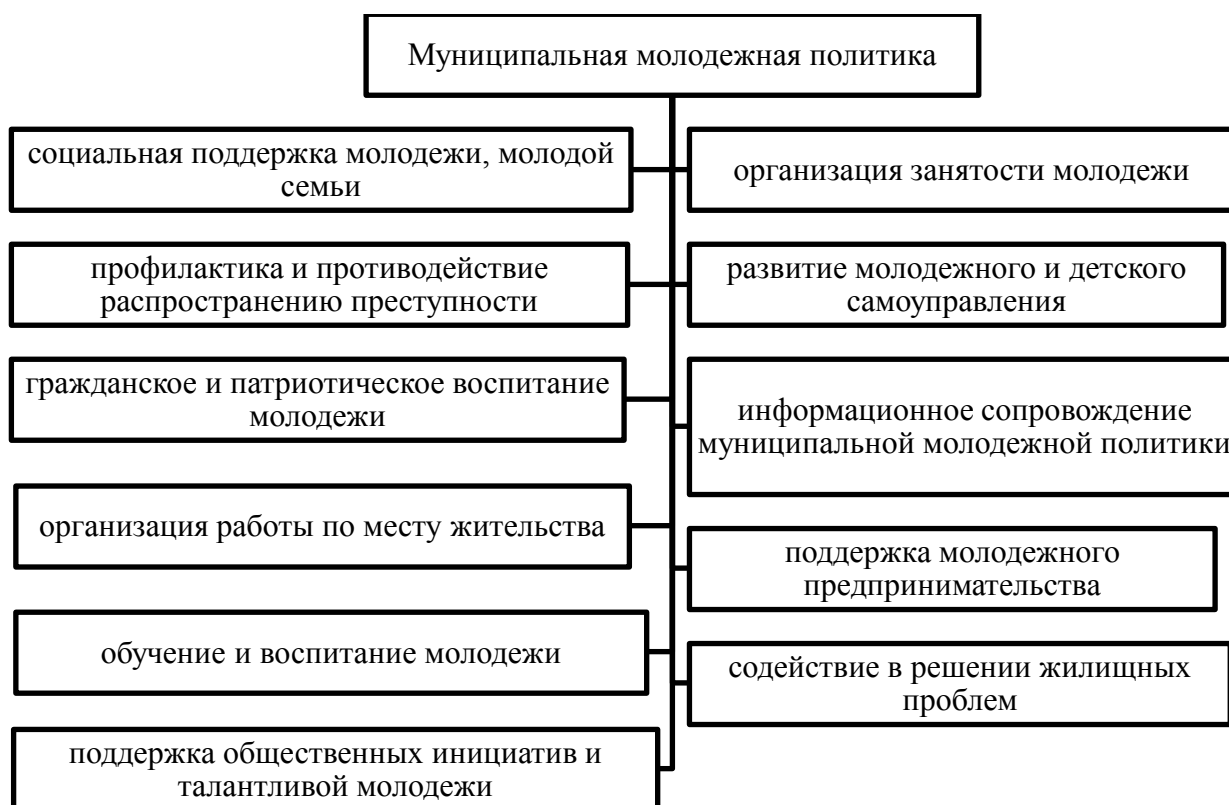 Муниципальная молодежная политика
социальная поддержка молодежи, молодой
семьи
организация занятости молодежи
профилактика и противодействие
распространению преступности
развитие молодежного и детского
самоуправления
гражданское и патриотическое воспитание
молодежи
информационное сопровождение
муниципальной молодежной политики
организация работы по месту жительства
поддержка молодежного
предпринимательства
обучение и воспитание молодежи
содействие в решении жилищных
проблем
поддержка общественных инициатив и
талантливой молодежи